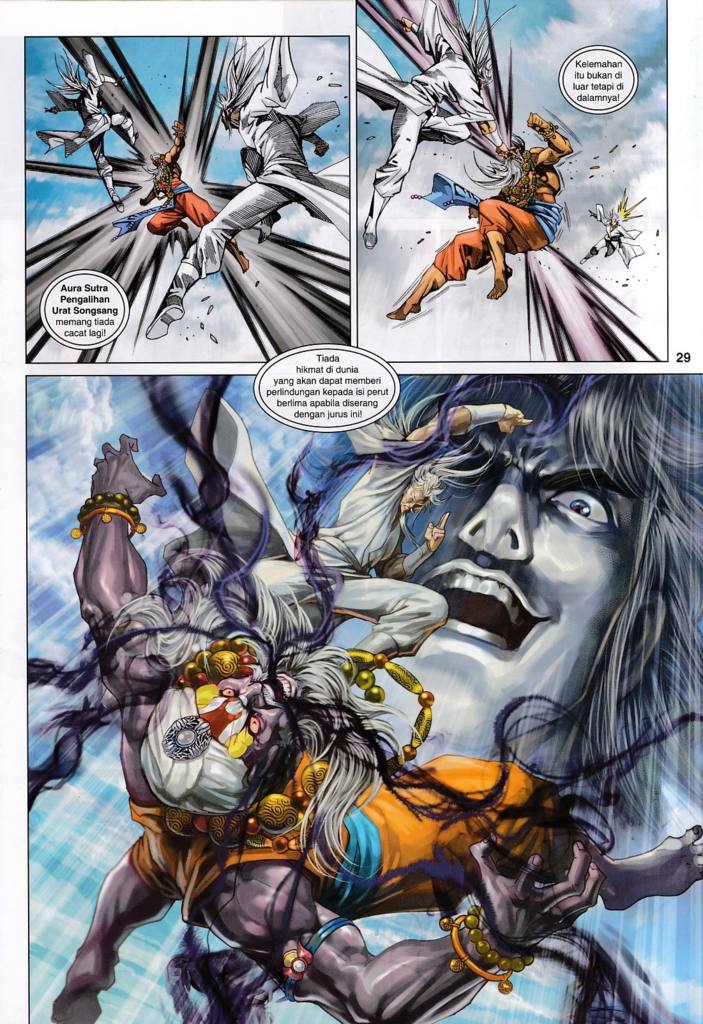 Aura Sutra
Pengalihan
Urat Songsang
memang tiada
cacat lagi!
Kelemahan
itu bukan di
luar tetapi di
dalamnya!
29
Tiada
hikmat di dunia
yang akan dapat memberi
perlindungan kepada isi perut
berlima apabila diserang
dengan jurus ini!